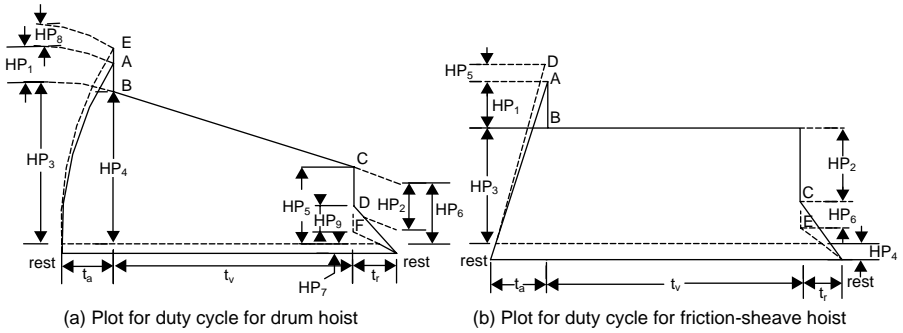 HP8
E
A
HP1
B
HP3
HP4
C
HP5
D
HP2
HP6
HP9
F
rest
ta
tv
HP7
tr
rest
(a) Plot for duty cycle for drum hoist
D
HP5
A
HP1
B
HP3
HP2
C
HP6
E
HP4
rest
ta
tv
tr
rest
(b) Plot for duty cycle for friction-sheave hoist